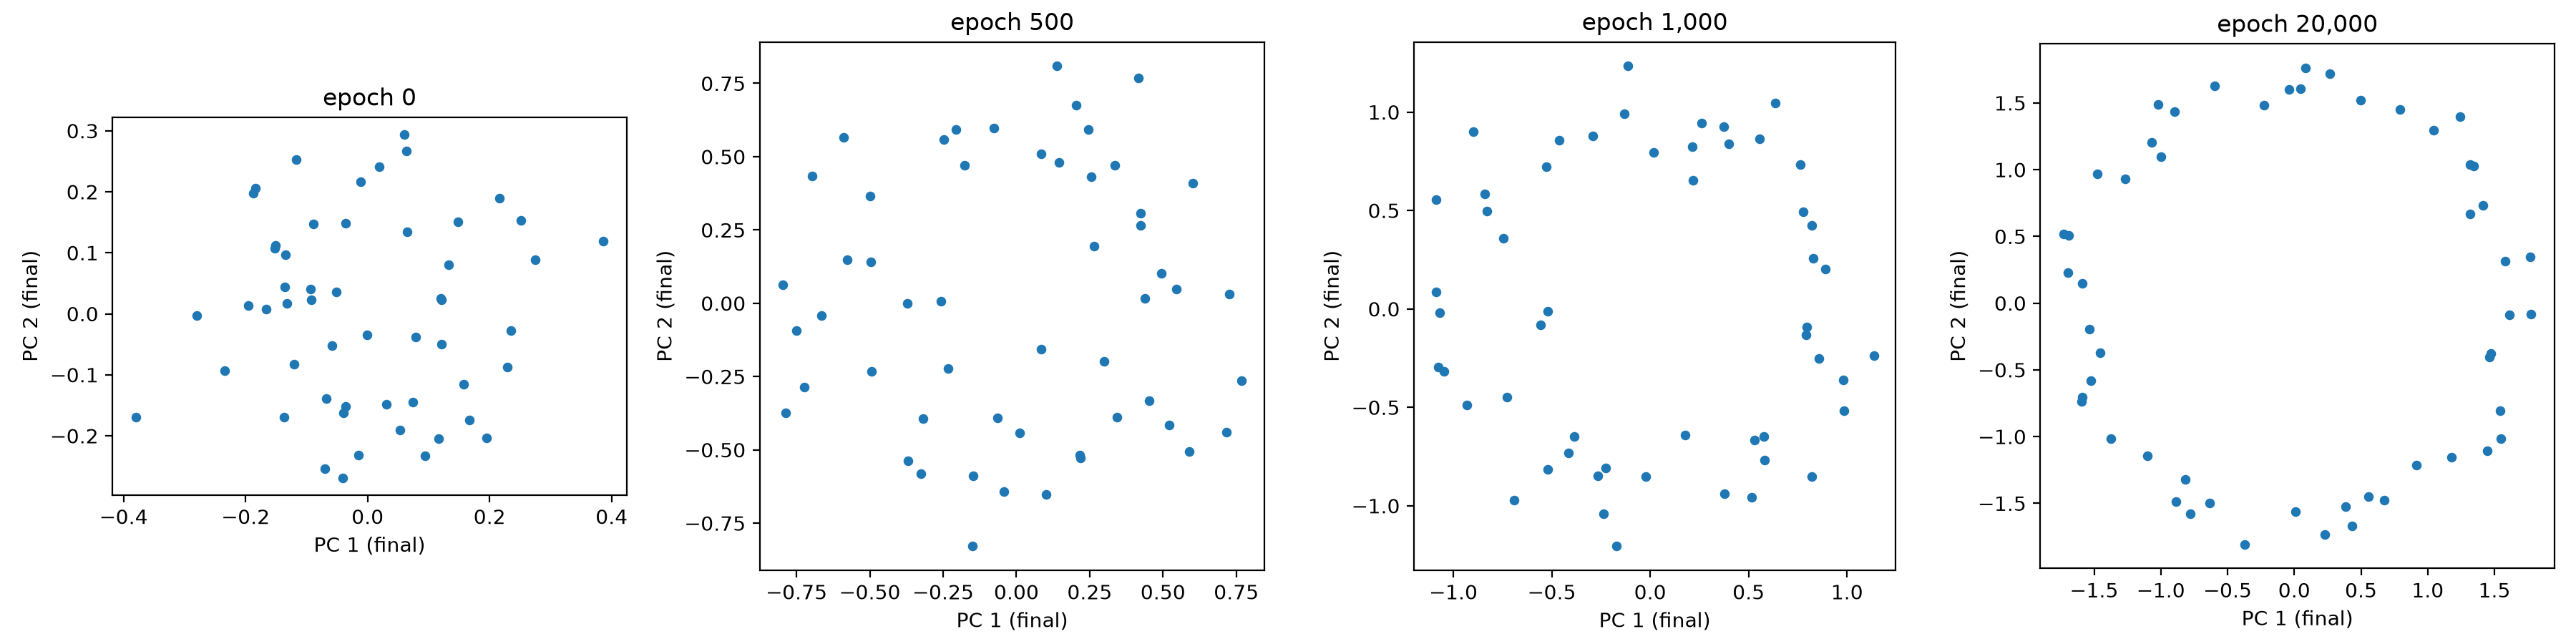 epoch 0
0.3
0.2
0.1
0.0
−0.1
−0.2
PC 2 (final)
−0.4 −0.2 0.0 0.2 0.4
PC 1 (final)
epoch 500
0.75
0.50
0.25
0.00
−0.25
−0.50
−0.75
PC 2 (final)
−0.75 −0.50 −0.25 0.00 0.25 0.50 0.75
PC 1 (final)
epoch 1,000
1.0
0.5
0.0
−0.5
−1.0
PC 2 (final)
−1.0 −0.5 0.0 0.5 1.0
PC 1 (final)
epoch 20,000
1.5
1.0
0.5
0.0
−0.5
−1.0
−1.5
PC 2 (final)
−1.5 −1.0 −0.5 0.0 0.5 1.0 1.5
PC 1 (final)